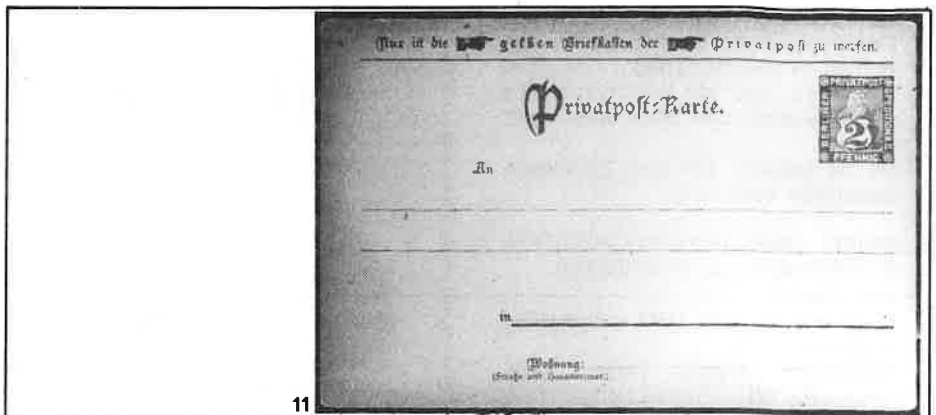 Nur in die gelben Briefkasten der Privatpost zu werfen.
Privatpost-Karte.
PRIVATPOST
BERLINER
2
PFENNIG
An
in
Wohnung:
(Straße und Hausnummer.)
11